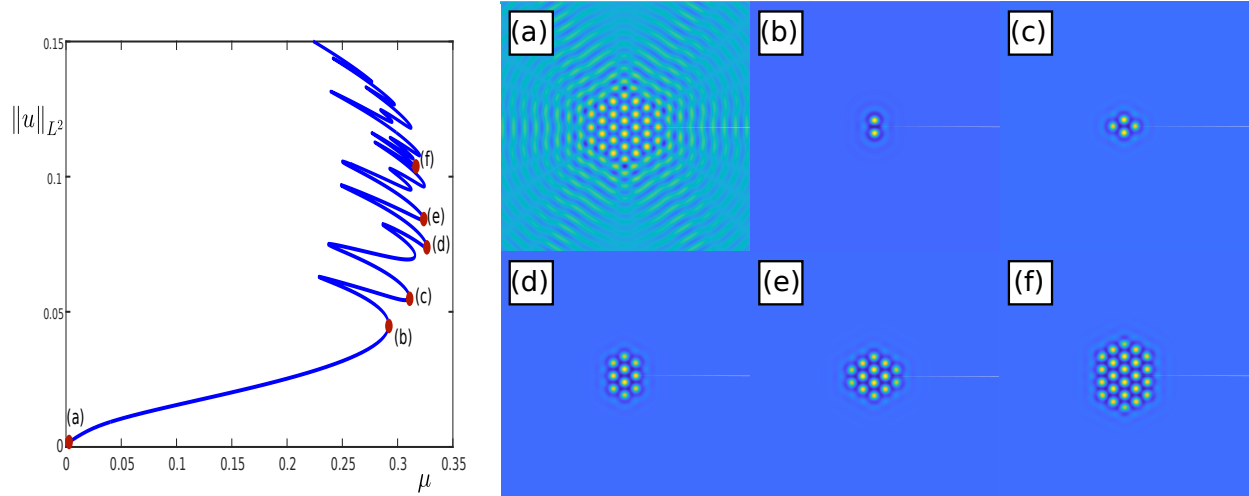 0.15
‖u‖_{L²}
0.1
0.05
0
(a)
(b)
(c)
(d)
(e)
(f)
0 0.05 0.1 0.15 0.2 0.25 0.3 0.35
μ
(a) (b) (c)
(d) (e) (f)